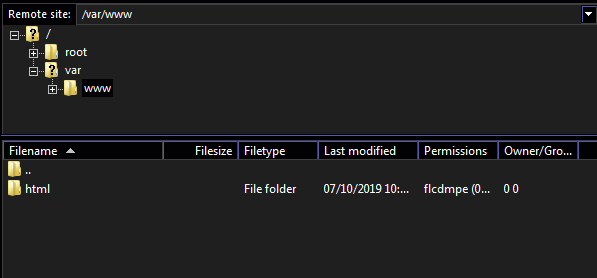 Remote site: /var/www
/
root
var
www
Filename Filesize Filetype Last modified Permissions Owner/Gro...
..
html File folder 07/10/2019 10:... flcdmpe (0... 0 0